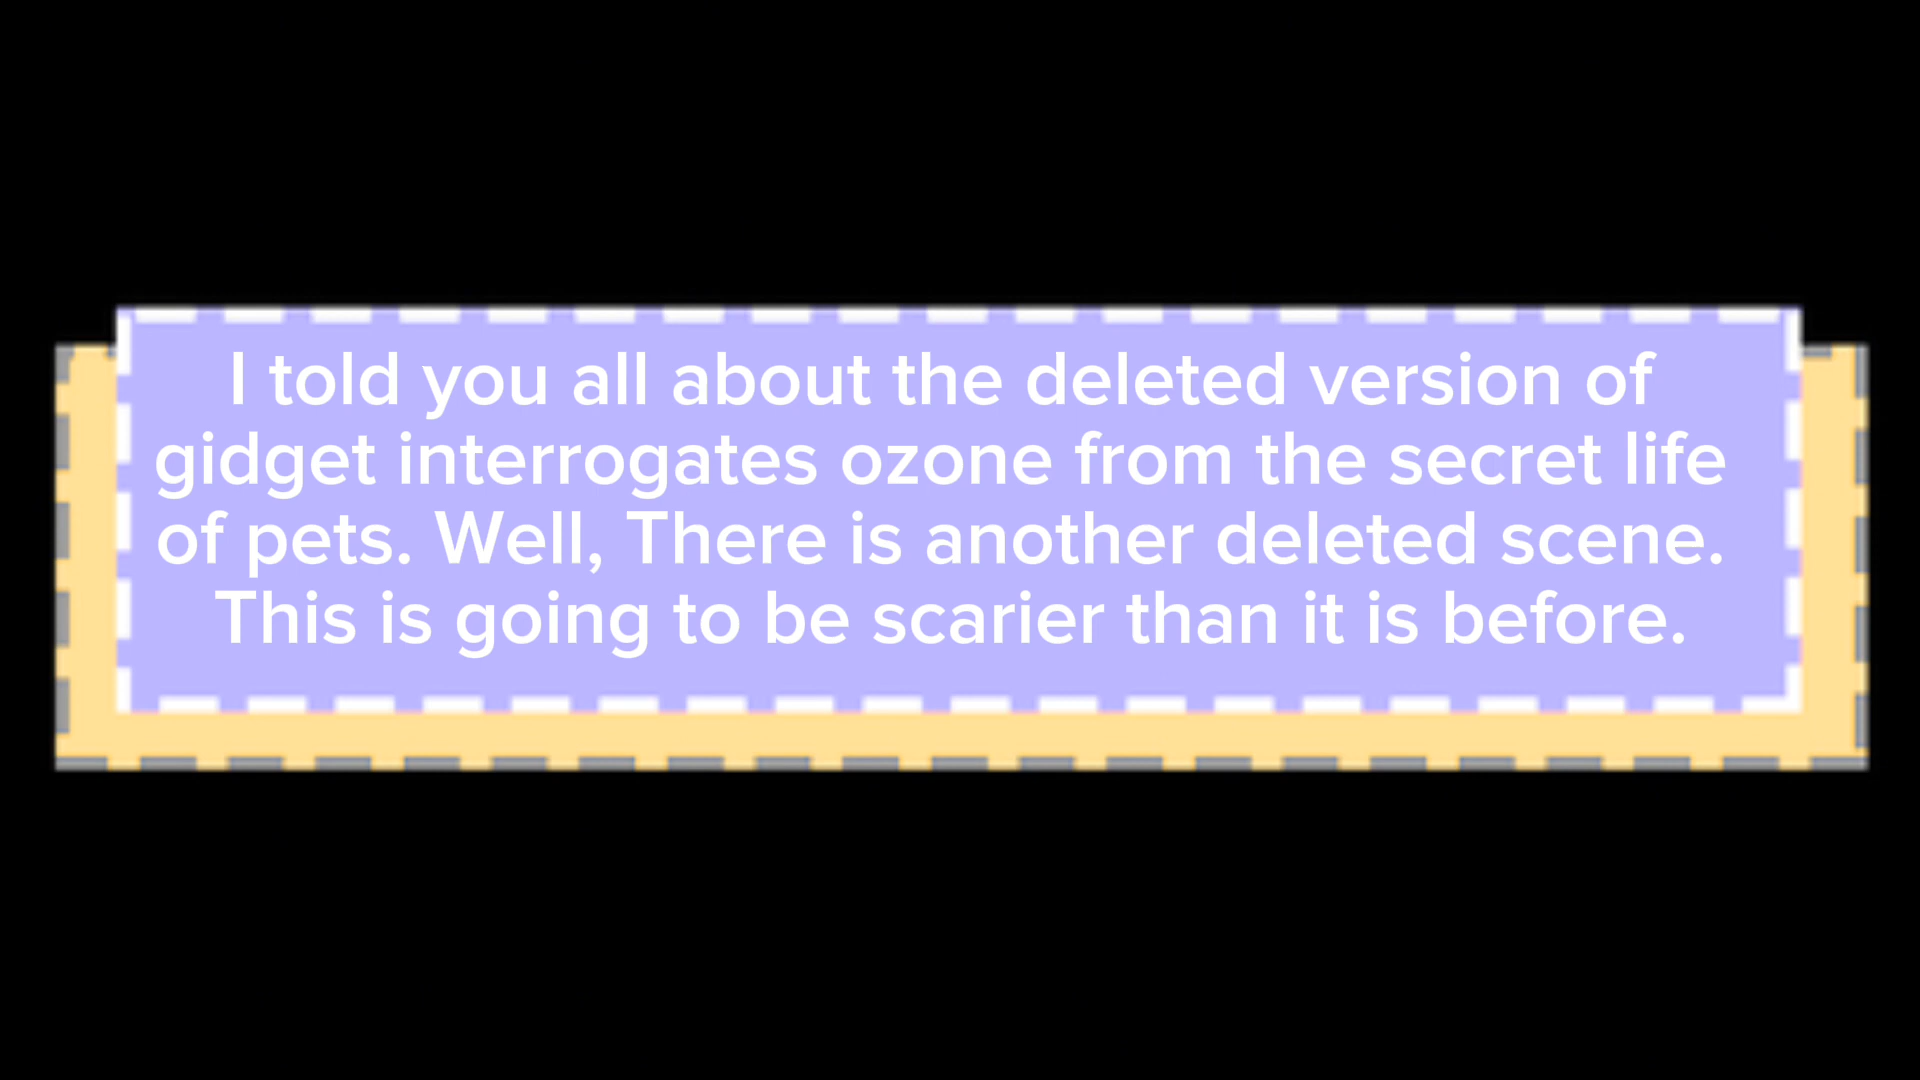 I told you all about the deleted version of
gidget interrogates ozone from the secret life
of pets. Well, There is another deleted scene.
This is going to be scarier than it is before.